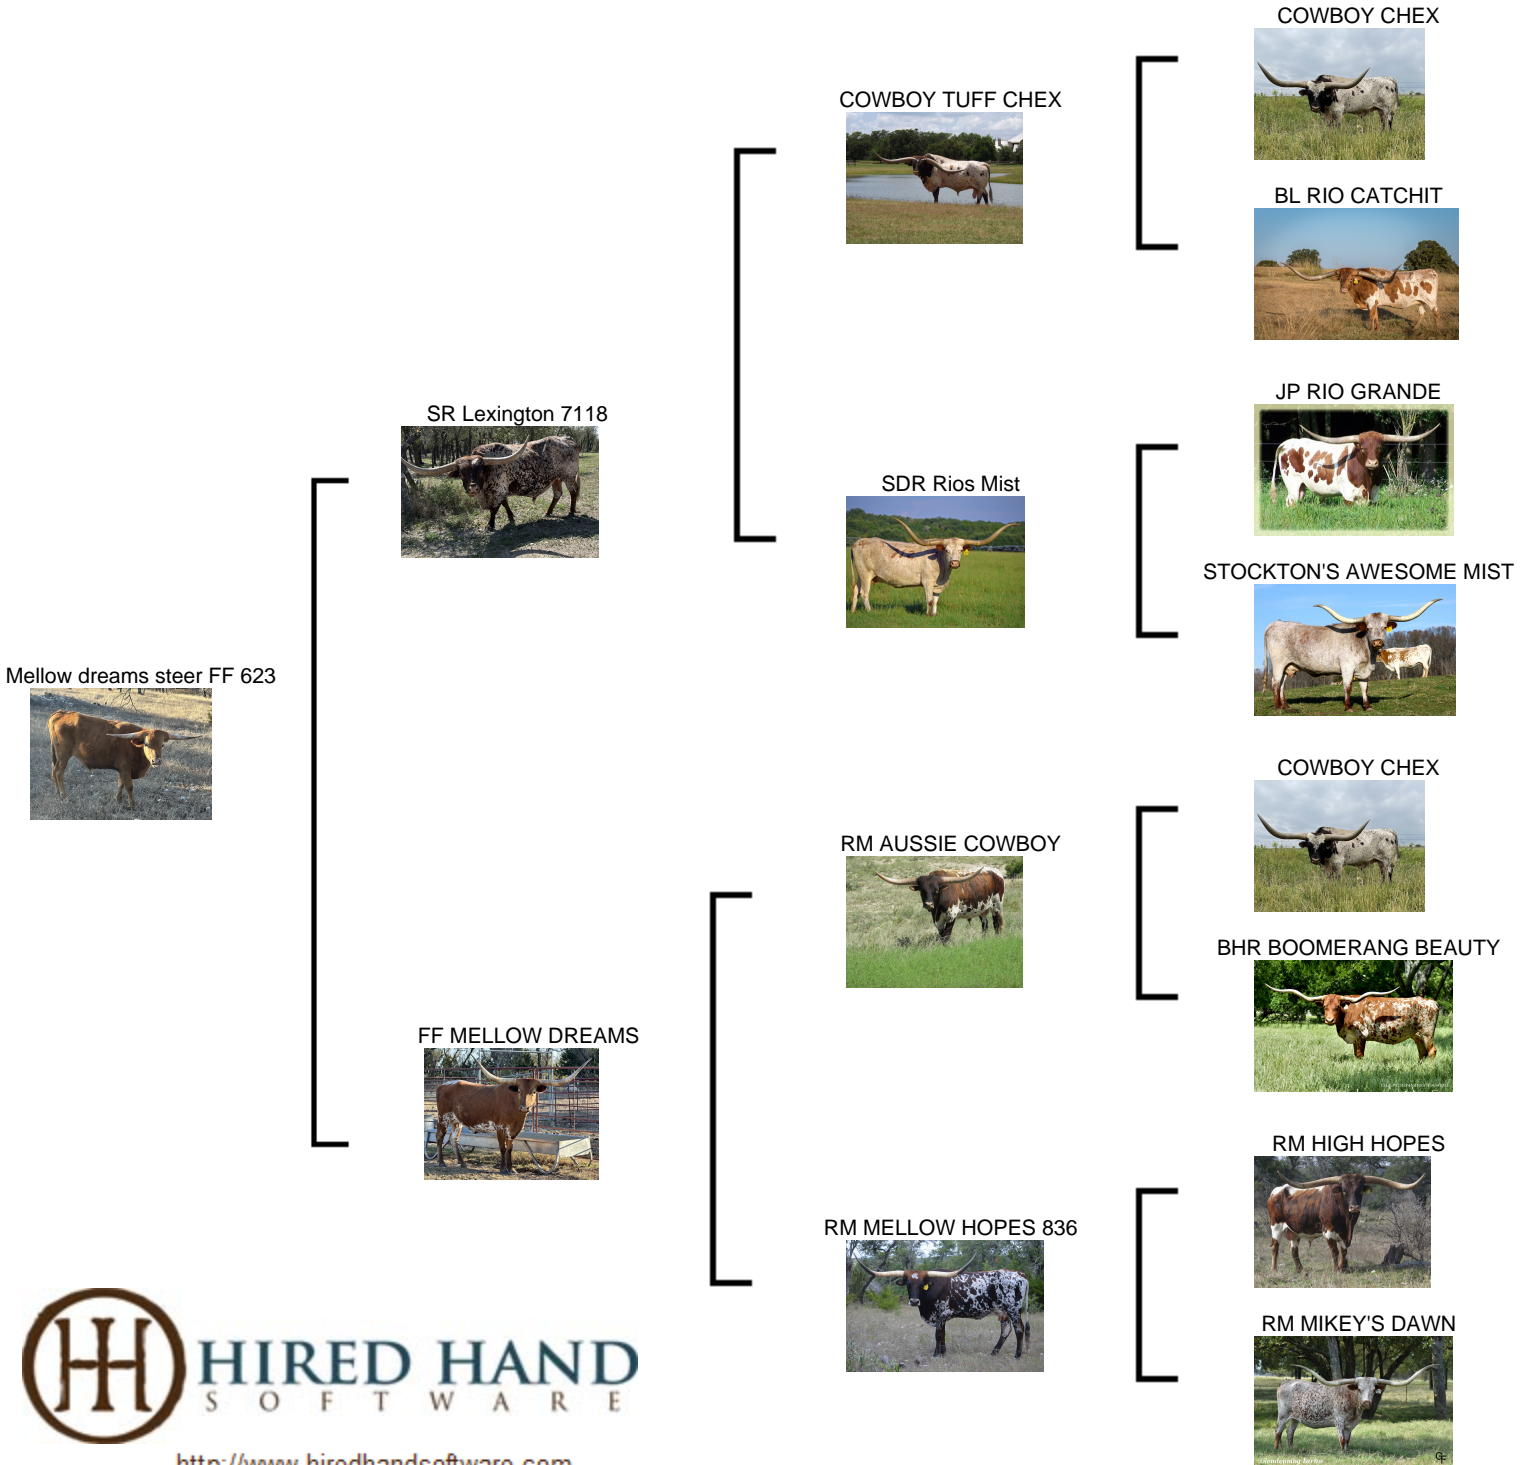 COWBOY CHEX
COWBOY TUFF CHEX
BL RIO CATCHIT
JP RIO GRANDE
SR Lexington 7118
SDR Rios Mist
STOCKTON'S AWESOME MIST
Mellow dreams steer FF 623
COWBOY CHEX
RM AUSSIE COWBOY
BHR BOOMERANG BEAUTY
FF MELLOW DREAMS
RM HIGH HOPES
RM MELLOW HOPES 836
RM MIKEY'S DAWN
HIRED HAND
SOFTWARE
http://www.hiredhandsoftware.com